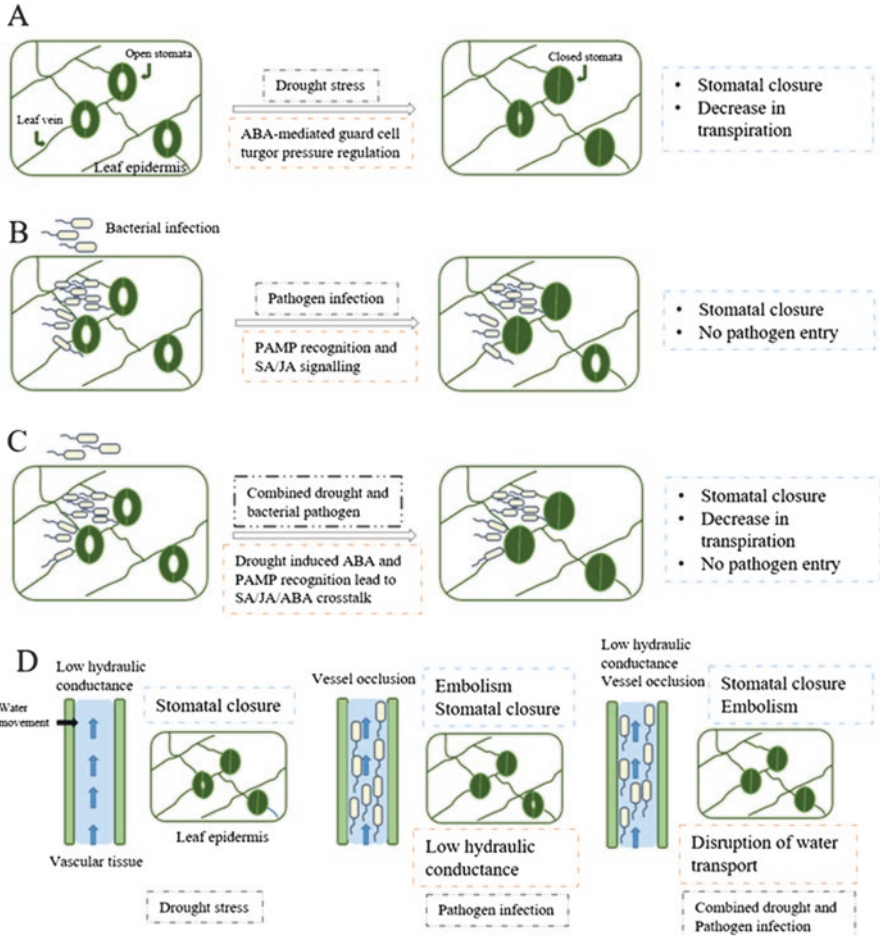 A
Open stomata
Leaf vein
Leaf epidermis
Drought stress
ABA-mediated guard cell
turgor pressure regulation
Closed stomata
• Stomatal closure
• Decrease in
transpiration
B
Bacterial infection
Pathogen infection
PAMP recognition and
SA/JA signalling
• Stomatal closure
• No pathogen entry
C
Combined drought and
bacterial pathogen
Drought induced ABA and
PAMP recognition lead to
SA/JA/ABA crosstalk
• Stomatal closure
• Decrease in
transpiration
• No pathogen entry
D
Low hydraulic
conductance
Water
movement
Vascular tissue
Stomatal closure
Leaf epidermis
Drought stress
Vessel occlusion
Embolism
Stomatal closure
Low hydraulic
conductance
Pathogen infection
Low hydraulic
conductance
Vessel occlusion
Stomatal closure
Embolism
Disruption of water
transport
Combined drought and
Pathogen infection